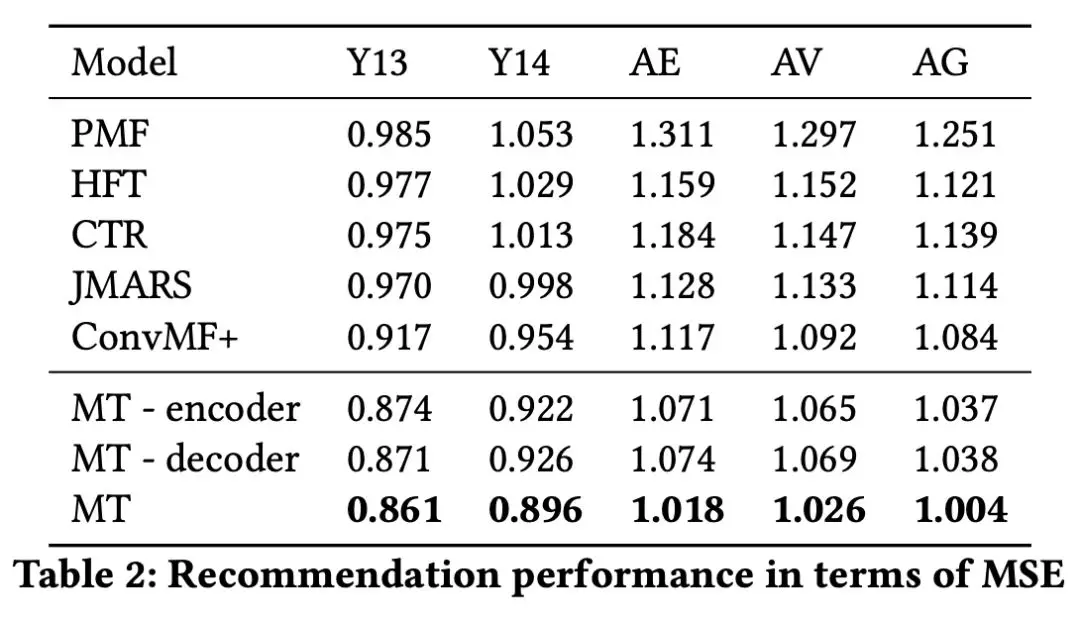 Model Y13 Y14 AE AV AG
PMF 0.985 1.053 1.311 1.297 1.251
HFT 0.977 1.029 1.159 1.152 1.121
CTR 0.975 1.013 1.184 1.147 1.139
JMARS 0.970 0.998 1.128 1.133 1.114
ConvMF+ 0.917 0.954 1.117 1.092 1.084
MT - encoder 0.874 0.922 1.071 1.065 1.037
MT - decoder 0.871 0.926 1.074 1.069 1.038
MT 0.861 0.896 1.018 1.026 1.004
Table 2: Recommendation performance in terms of MSE